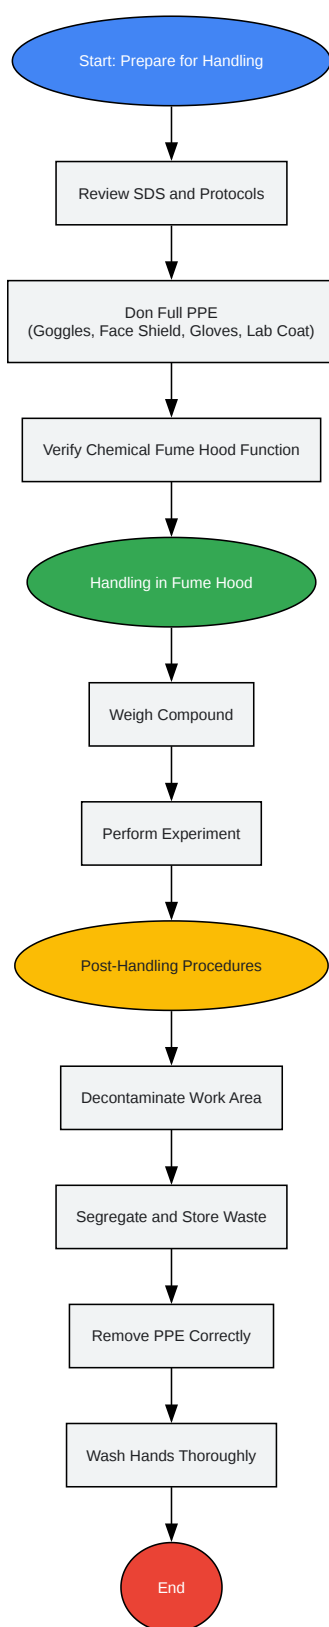 Start: Prepare for Handling
Review SDS and Protocols
Don Full PPE
(Goggles, Face Shield, Gloves, Lab Coat)
Verify Chemical Fume Hood Function
Handling in Fume Hood
Weigh Compound
Perform Experiment
Post-Handling Procedures
Decontaminate Work Area
Segregate and Store Waste
Remove PPE Correctly
Wash Hands Thoroughly
End